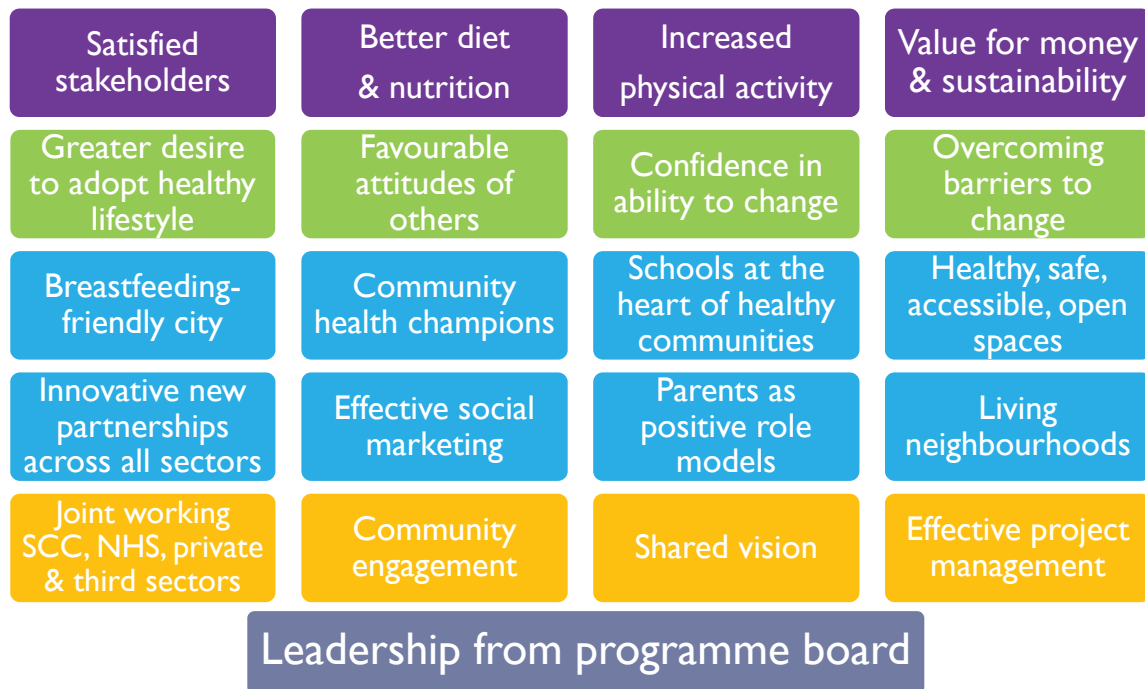 Satisfied
stakeholders
Better diet
& nutrition
Increased
physical activity
Value for money
& sustainability
Greater desire
to adopt healthy
lifestyle
Favourable
attitudes of
others
Confidence in
ability to change
Overcoming
barriers to
change
Breastfeeding-
friendly city
Community
health champions
Schools at the
heart of healthy
communities
Healthy, safe,
accessible, open
spaces
Innovative new
partnerships
across all sectors
Effective social
marketing
Parents as
positive role
models
Living
neighbourhoods
Joint working
SCC, NHS, private
& third sectors
Community
engagement
Shared vision
Effective project
management
Leadership from programme board